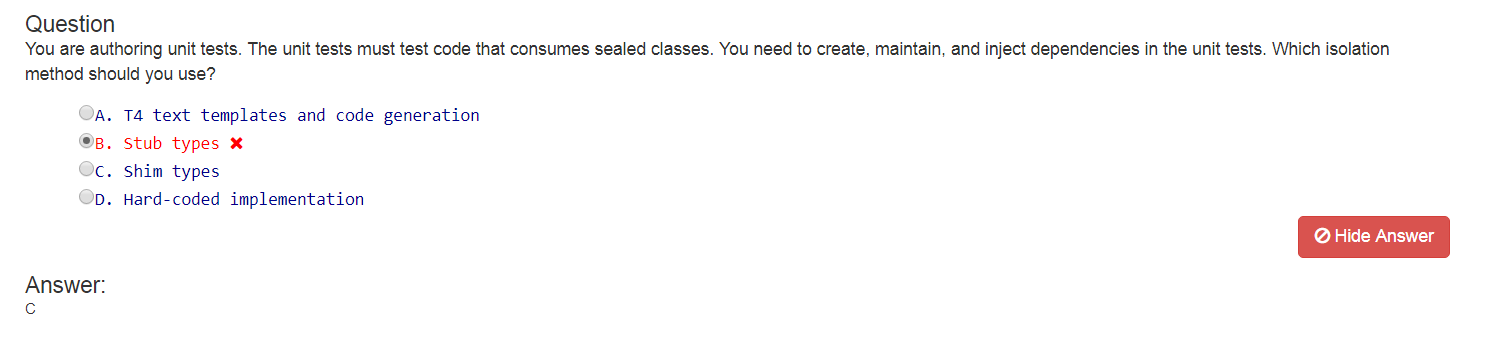 Question
You are authoring unit tests. The unit tests must test code that consumes sealed classes. You need to create, maintain, and inject dependencies in the unit tests. Which isolation
method should you use?
A. T4 text templates and code generation
B. Stub types ✖
C. Shim types
D. Hard-coded implementation
Hide Answer
Answer:
C